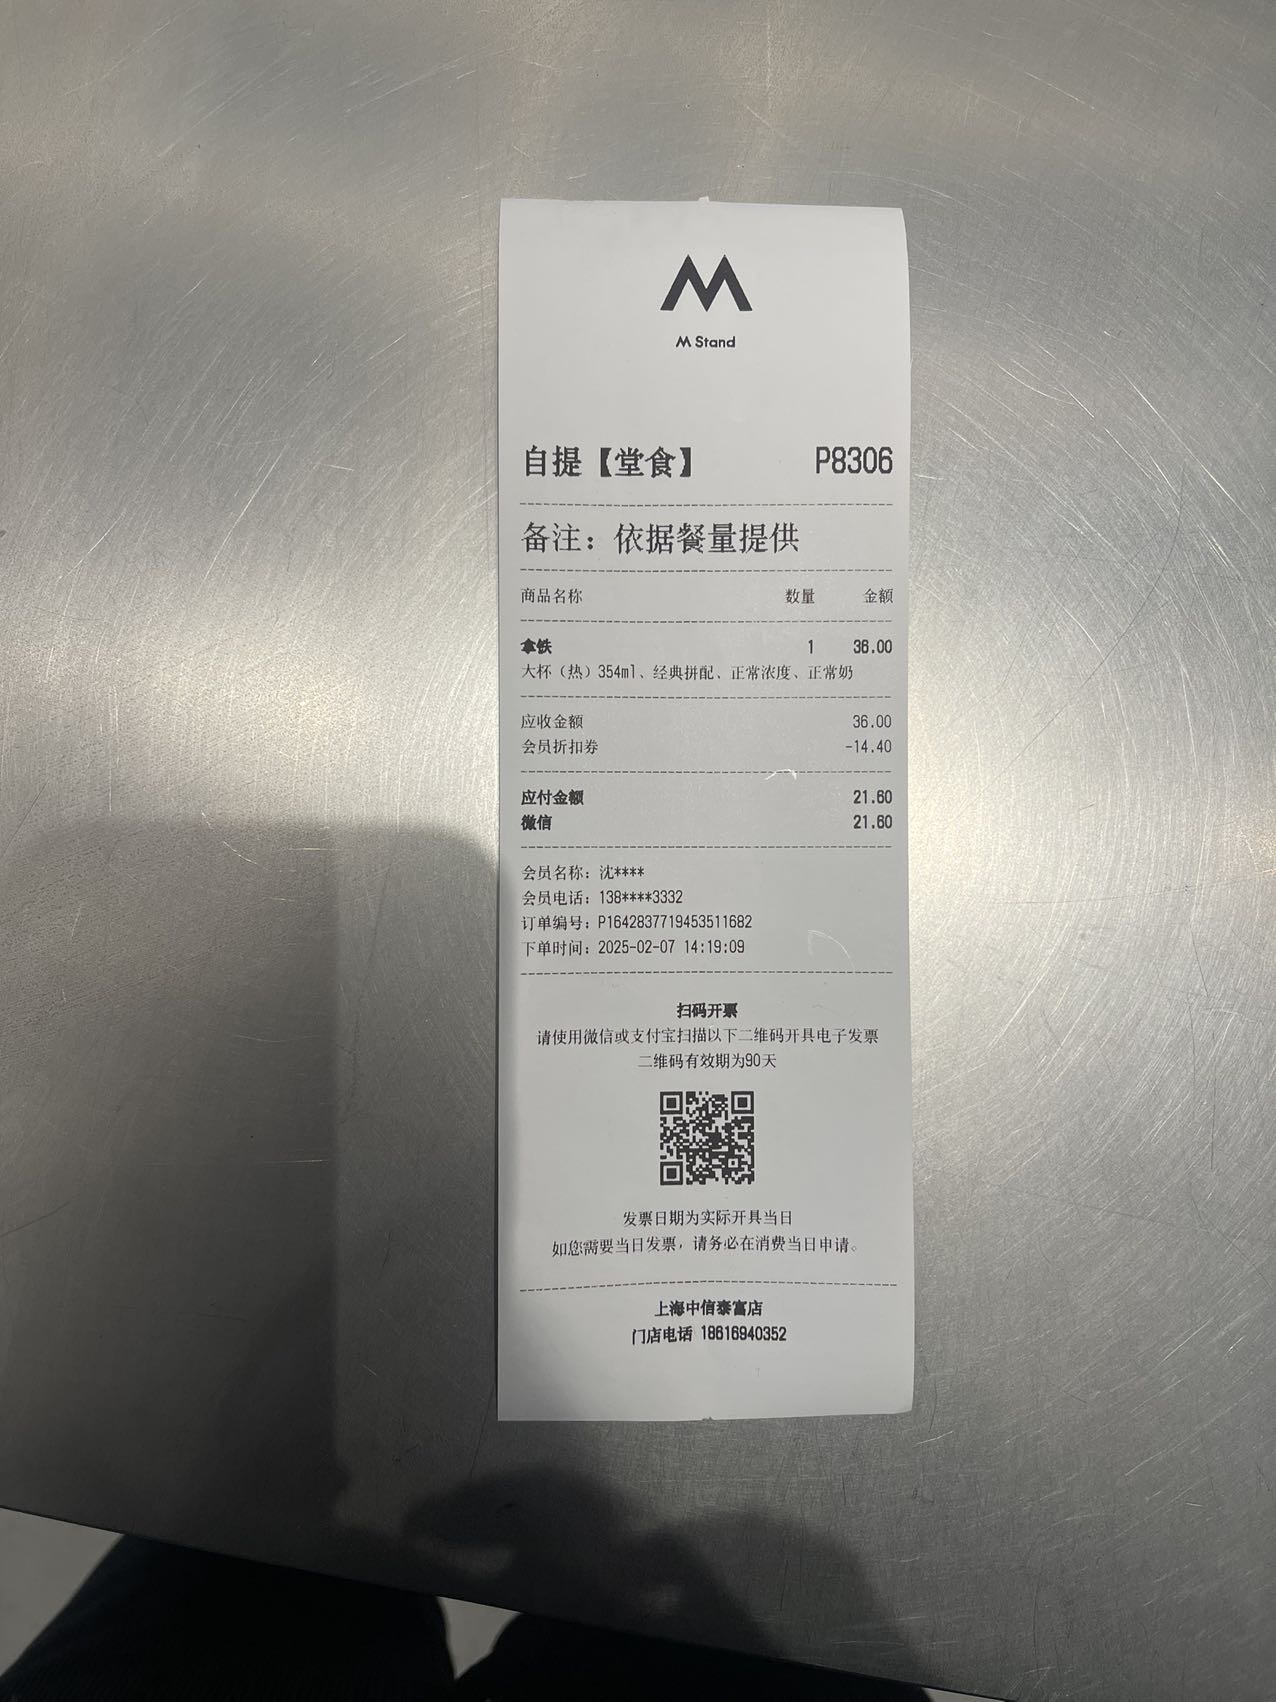 M Stand
自提【堂食】 P8306
备注：依据餐量提供
商品名称 数量 金额
拿铁 1 36.00
大杯（热）354ml、经典拼配、正常浓度、正常奶
应收金额 36.00
会员折扣券 -14.40
应付金额 21.60
微信 21.60
会员名称：沈****
会员电话：138****3332
订单编号：P1642837719453511682
下单时间：2025-02-07 14:19:09
扫码开票
请使用微信或支付宝扫描以下二维码开具电子发票
二维码有效期为90天
发票日期为实际开具当日
如您需要当日发票，请务必在消费当日申请。
上海中信泰富店
门店电话 18616940352